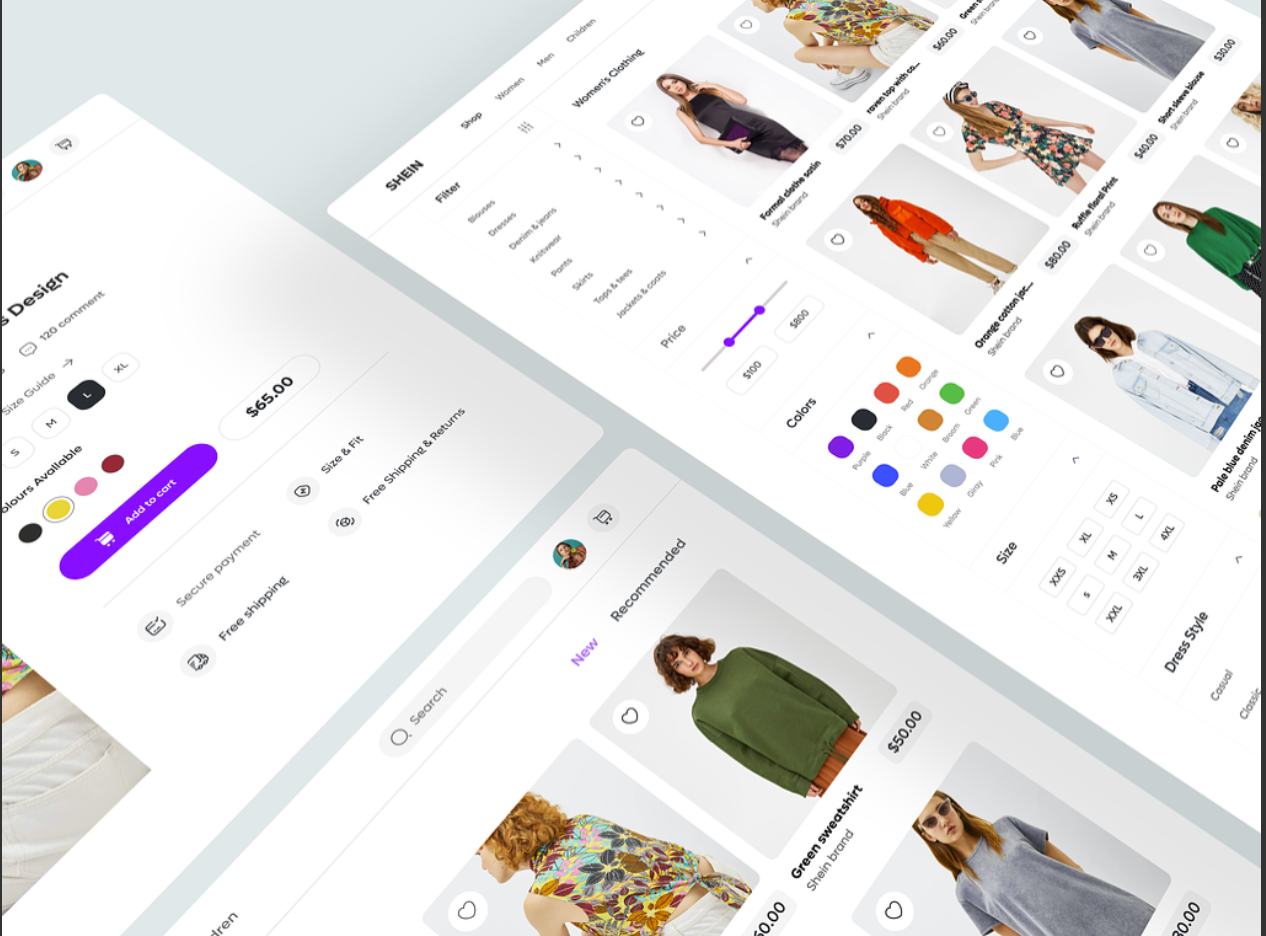 s Design
120 comment
Size Guide
S
M
L
XL
$65.00
olours Available
Add to cart
Size & Fit
Free Shipping & Returns
Secure payment
Free shipping
SHEIN
Shop
Women
Men
Children
Filter
Women's Clothing
Blouses
Dresses
Denim & jeans
Knitwear
Pants
Skirts
Tops & tees
Jackets & coats
Price
$100
$800
Colors
Purple
Back
Red
Orange
Blue
White
Broom
Green
Yellow
Gray
Pink
Blue
Size
XXS
XL
XS
s
M
L
XXL
3XL
4XL
Dress Style
Casual
Classic
Formal clothe satin
Shein brand
$70.00
raven top with co...
Shein brand
$60.00
Green s
Shein bran
Orange cotton jac...
Shein brand
$80.00
Ruffle floral Print
Shein brand
$40.00
Short sleeve blouse
Shein brand
$30.00
Pale blue denim jac
Shein brand
Search
New
Recommended
Green sweatshirt
Shein brand
$50.00
60.00
30.00
dren